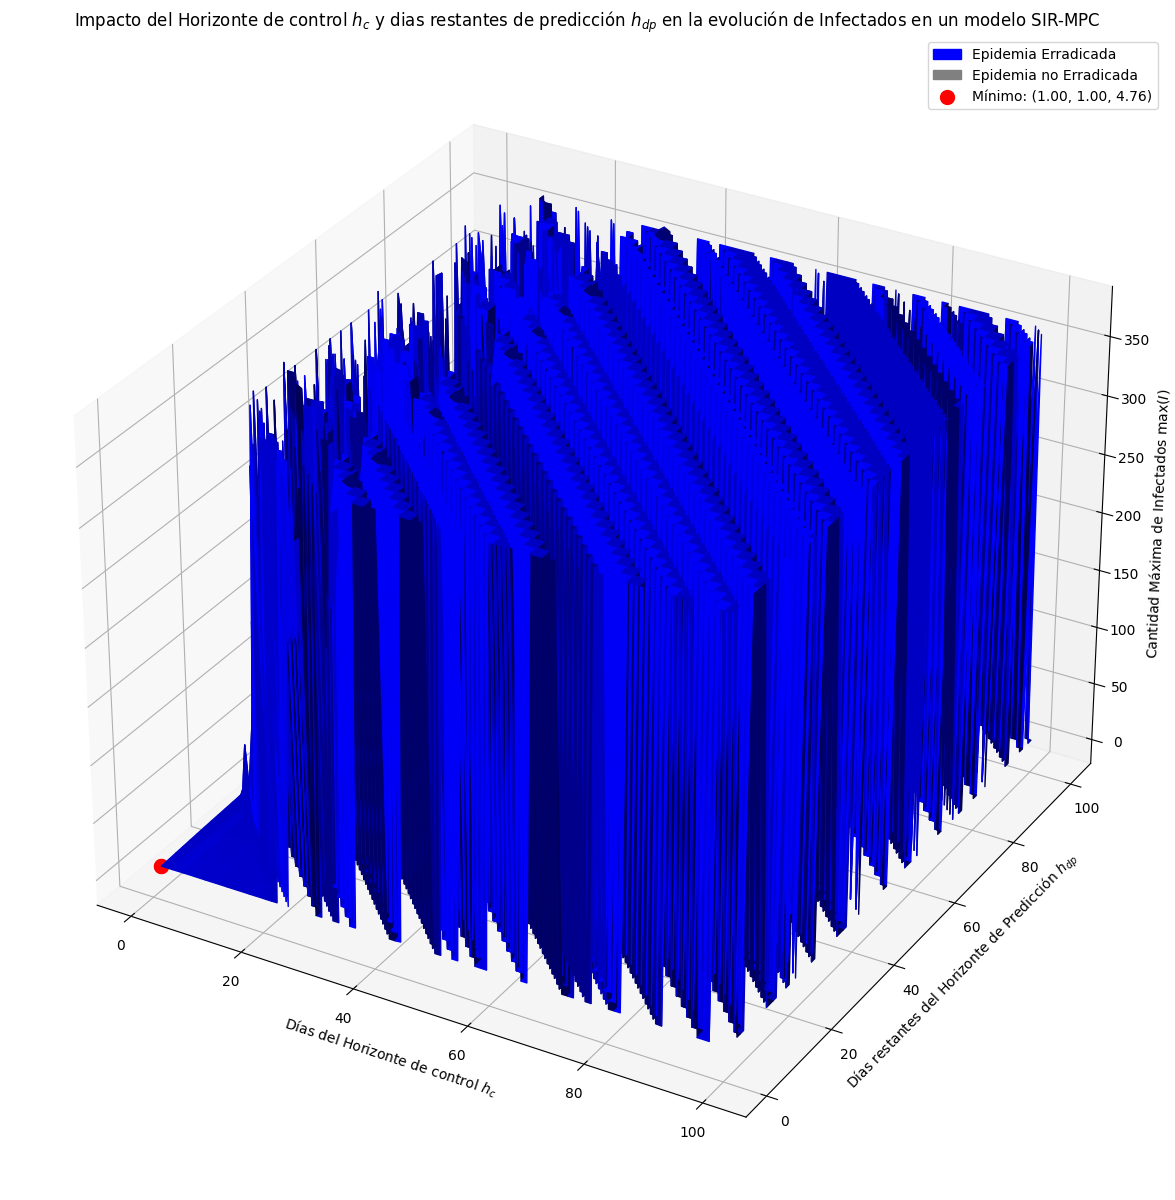 Impacto del Horizonte de control $h_c$ y dias restantes de predicción $h_{dp}$ en la evolución de Infectados en un modelo SIR-MPC
Epidemia Erradicada
Epidemia no Erradicada
Mínimo: (1.00, 1.00, 4.76)
350
300
250
200
150
100
50
0
Cantidad Máxima de Infectados max(I)
0
20
40
60
80
100
Días del Horizonte de control $h_c$
0
20
40
60
80
100
Días restantes del Horizonte de Predicción $h_{dp}$